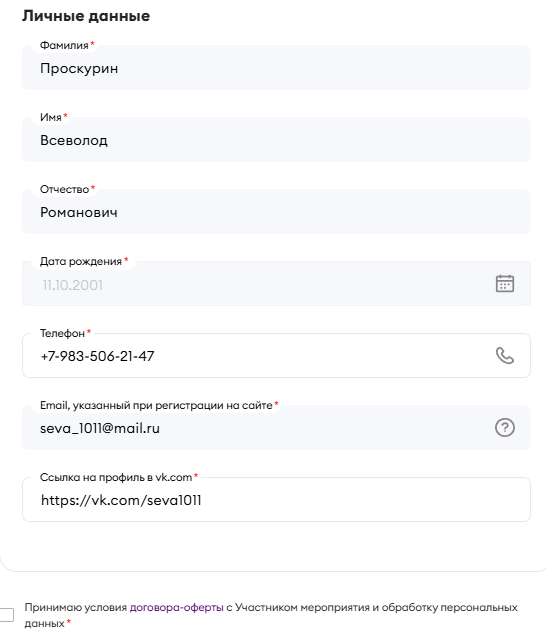 Личные данные
Фамилия*
Проскурин
Имя*
Всеволод
Отчество*
Романович
Дата рождения*
11.10.2001
Телефон*
+7-983-506-21-47
Email, указанный при регистрации на сайте*
seva_1011@mail.ru
Ссылка на профиль в vk.com*
https://vk.com/seva1011
Принимаю условия договора-оферты с Участником мероприятия и обработку персональных
данных*